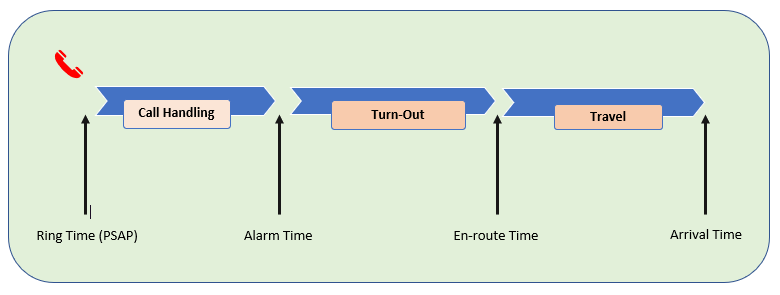 Call Handling
Turn-Out
Travel
Ring Time (PSAP)
Alarm Time
En-route Time
Arrival Time